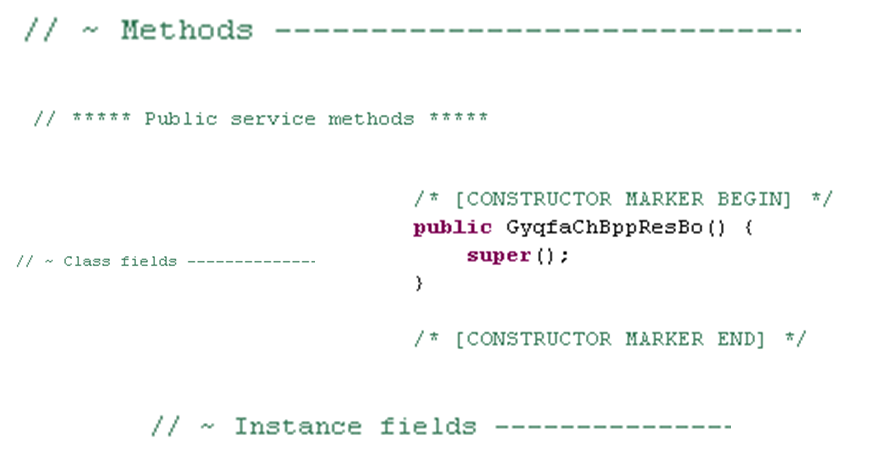 // ~ Methods ----------------------------
// ***** Public service methods *****
/* [CONSTRUCTOR MARKER BEGIN] */
public GyqfaChBppResBo() {
super();
}
/* [CONSTRUCTOR MARKER END] */
// ~ Class fields --------------
// ~ Instance fields ---------------